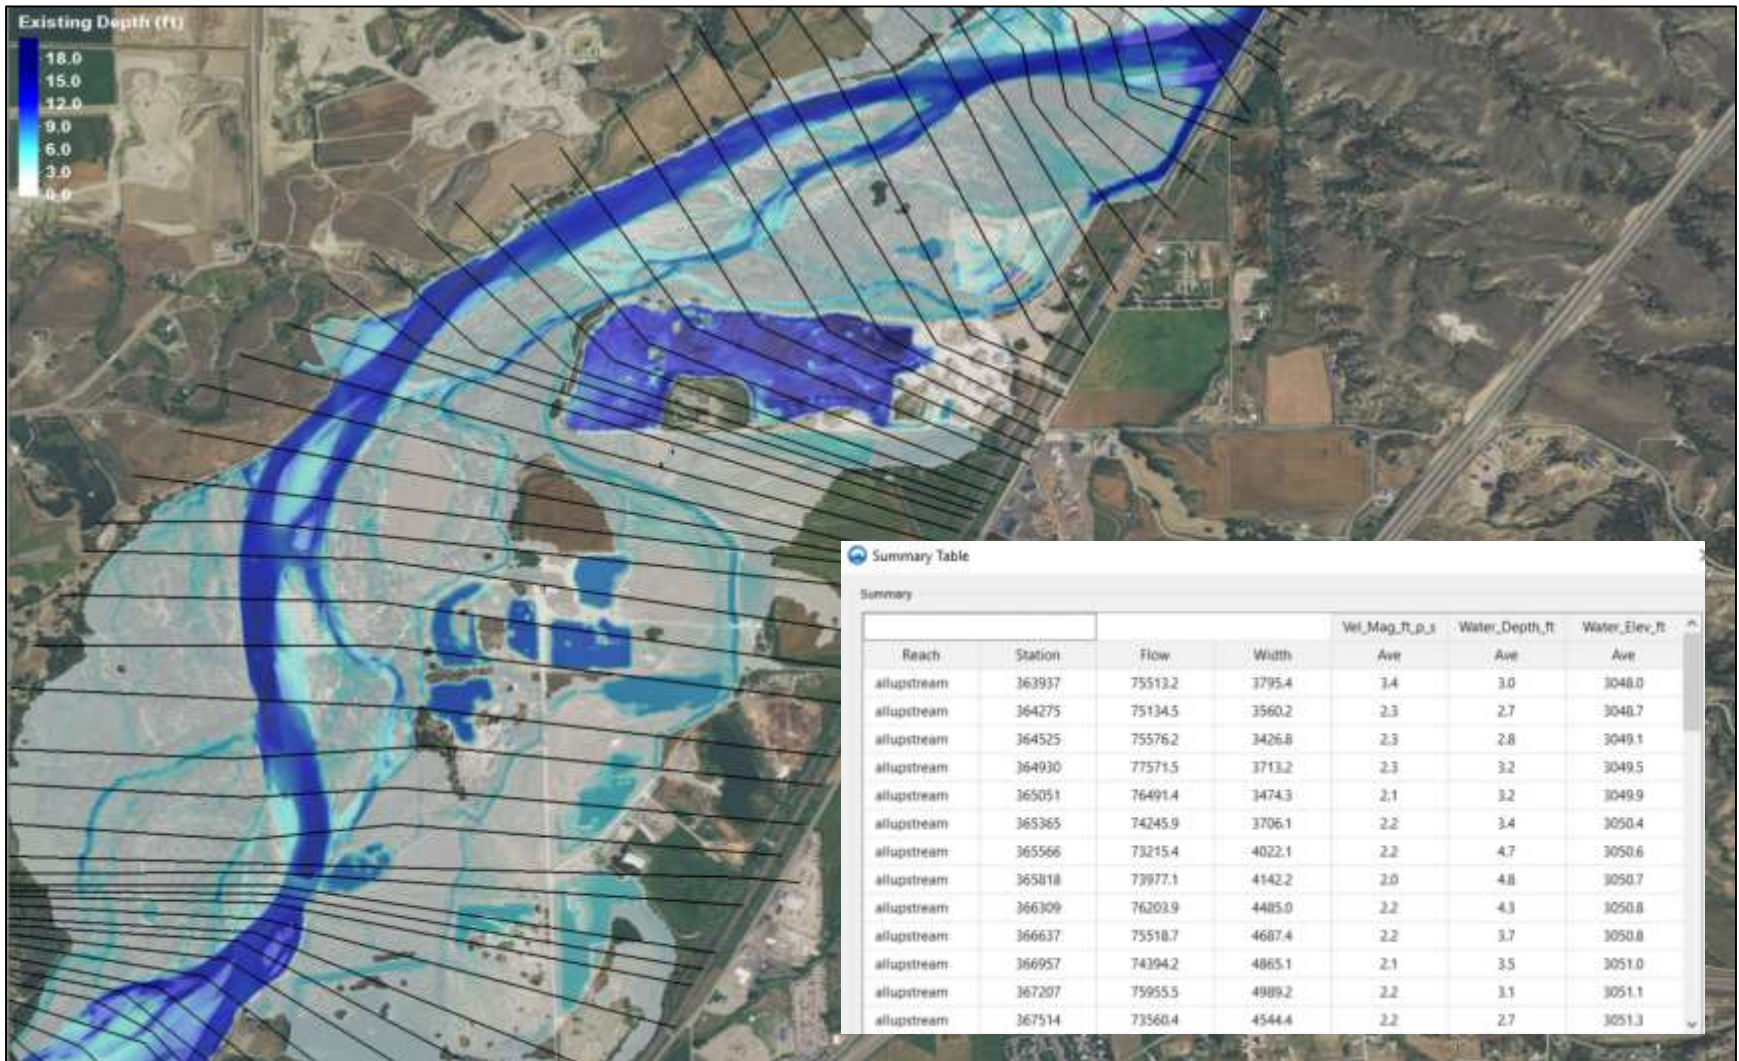 Existing Depth (ft)
18.0
15.0
12.0
9.0
6.0
3.0
0.0
Summary Table
Summary
Vel_Mag_ft_p_s Water_Depth_ft Water_Elev_ft
Reach Station Flow Width Ave Ave Ave
allupstream 363937 75513.2 3795.4 3.4 3.0 3048.0
allupstream 364275 75134.5 3560.2 2.3 2.7 3048.7
allupstream 364525 75576.2 3426.8 2.3 2.8 3049.1
allupstream 364930 77571.5 3713.2 2.3 3.2 3049.5
allupstream 365051 76491.4 3474.3 2.1 3.2 3049.9
allupstream 365365 74245.9 3706.1 2.2 3.4 3050.4
allupstream 365566 73215.4 4022.1 2.2 4.7 3050.6
allupstream 365818 73977.1 4142.2 2.0 4.8 3050.7
allupstream 366309 76203.9 4485.0 2.2 4.3 3050.8
allupstream 366637 75518.7 4687.4 2.2 3.7 3050.8
allupstream 366957 74394.2 4865.1 2.1 3.5 3051.0
allupstream 367207 75955.5 4989.2 2.2 3.1 3051.1
allupstream 367514 73560.4 4544.4 2.2 2.7 3051.3